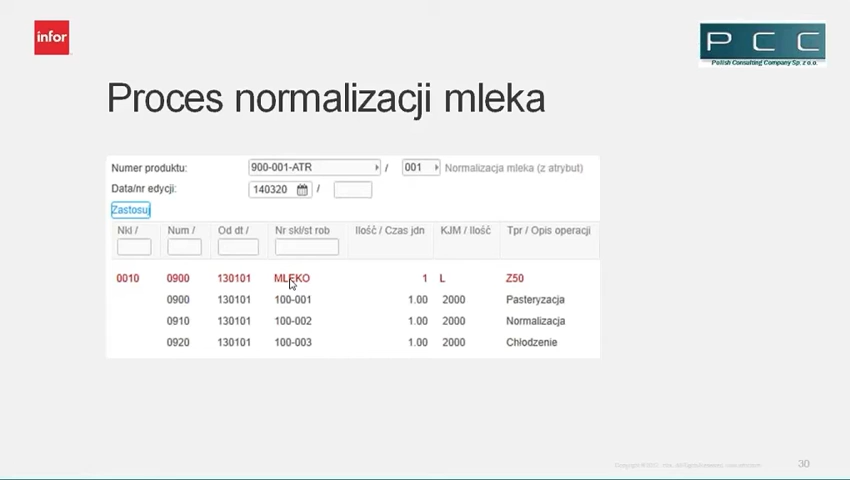 infor
P C C
Polish Consulting Company Sp. z o.o.
Proces normalizacji mleka
Numer produktu: 900-001-ATR / 001 Normalizacja mleka (z atrybut)
Data/nr edycji: 140320 /
Zastosuj
Nkl / Num / Od dt / Nr skl/st rob Ilość / Czas jdn KJM / Ilość Tpr / Opis operacji
0010 0900 130101 MLEKO 1 L Z50
0900 130101 100-001 1.00 2000 Pasteryzacja
0910 130101 100-002 1.00 2000 Normalizacja
0920 130101 100-003 1.00 2000 Chłodzenie
30